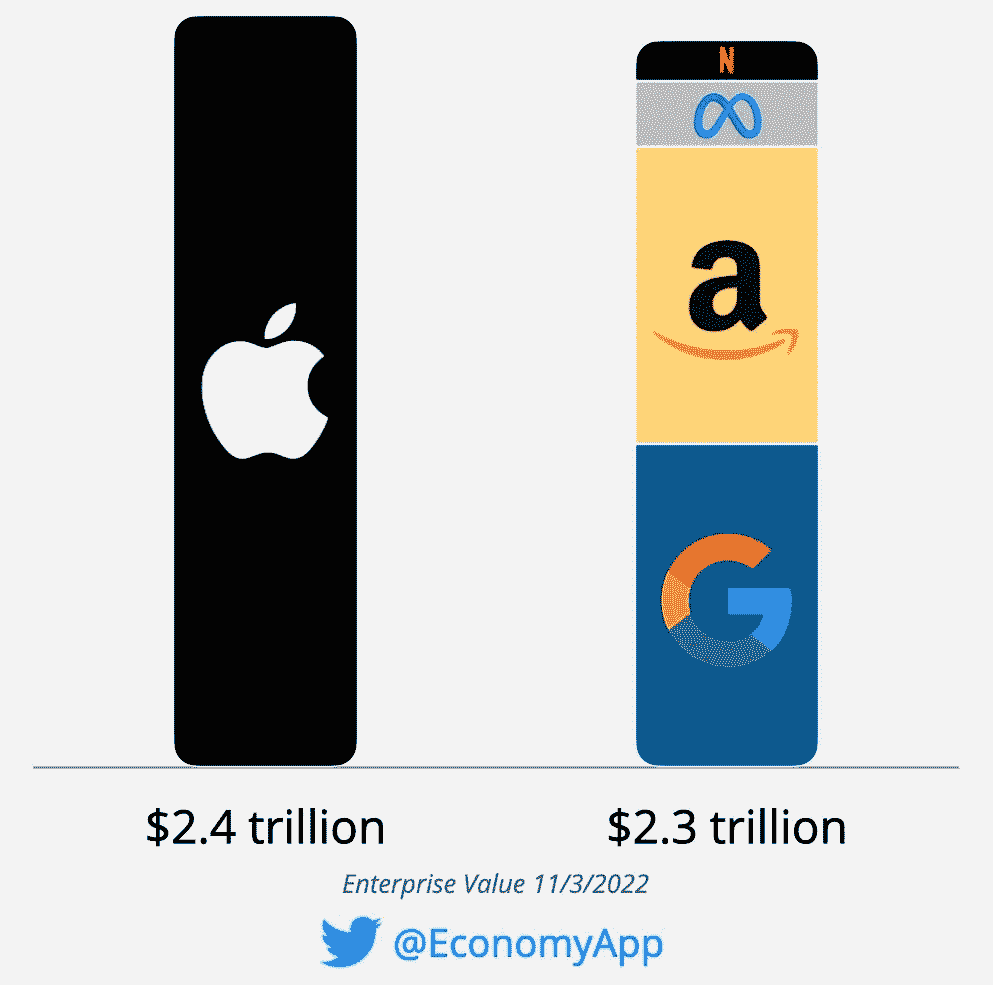 N
a
G
$2.4 trillion $2.3 trillion
Enterprise Value 11/3/2022
@EconomyApp